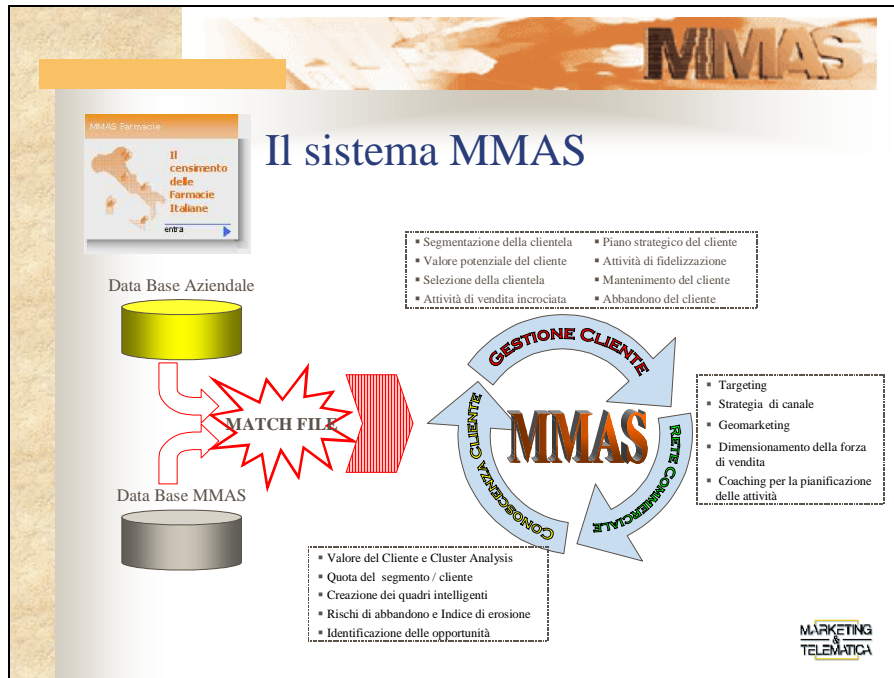 MMAS
MMAS Farmacie
Il
censimento
delle
Farmacie
Italiane
entra
Il sistema MMAS
▪ Segmentazione della clientela
▪ Valore potenziale del cliente
▪ Selezione della clientela
▪ Attività di vendita incrociata
▪ Piano strategico del cliente
▪ Attività di fidelizzazione
▪ Mantenimento del cliente
▪ Abbandono del cliente
Data Base Aziendale
MATCH FILE
Data Base MMAS
GESTIONE CLIENTE
RETE COMMERCIALE
CONOSCENZA CLIENTE
MMAS
▪ Targeting
▪ Strategia di canale
▪ Geomarketing
▪ Dimensionamento della forza
di vendita
▪ Coaching per la pianificazione
delle attività
▪ Valore del Cliente e Cluster Analysis
▪ Quota del segmento / cliente
▪ Creazione dei quadri intelligenti
▪ Rischi di abbandono e Indice di erosione
▪ Identificazione delle opportunità
MARKETING
&
TELEMATICA